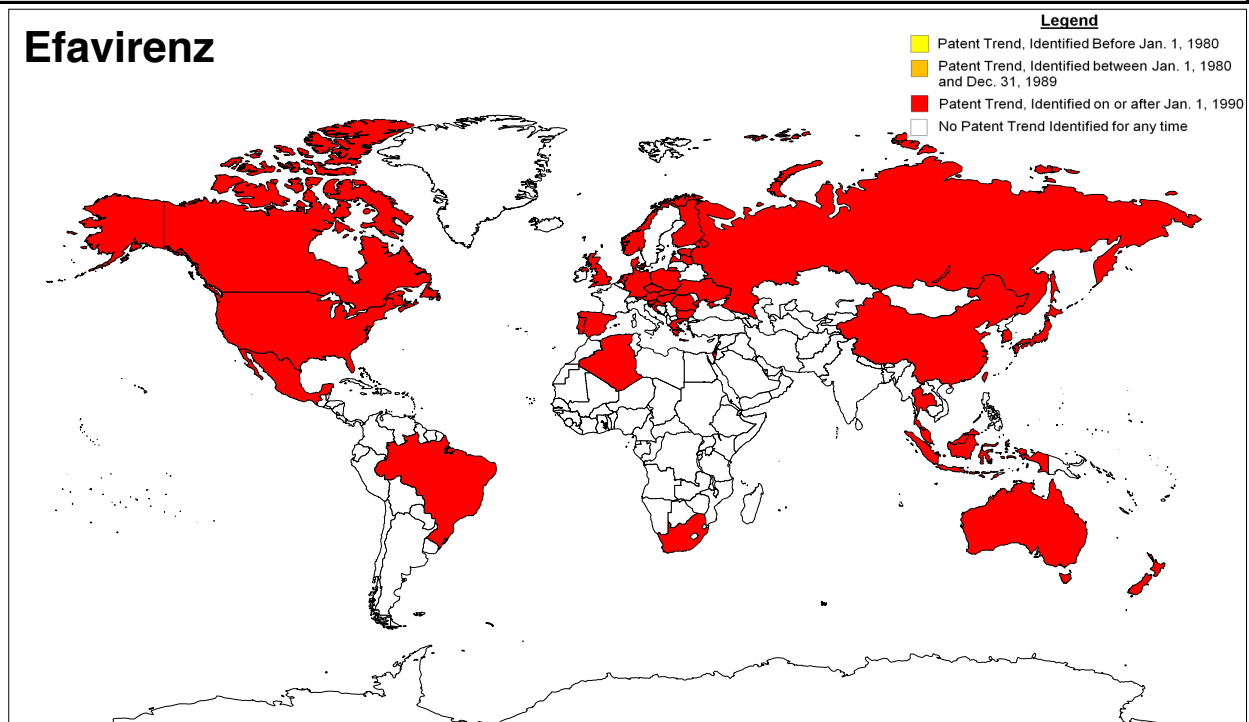 Efavirenz
Legend
Patent Trend, Identified Before Jan. 1, 1980
Patent Trend, Identified between Jan. 1, 1980
and Dec. 31, 1989
Patent Trend, Identified on or after Jan. 1, 1990
No Patent Trend Identified for any time